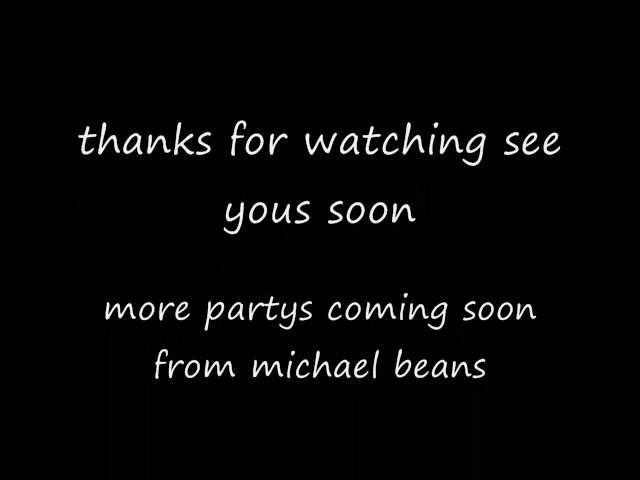 thanks for watching see
yous soon
more partys coming soon
from michael beans